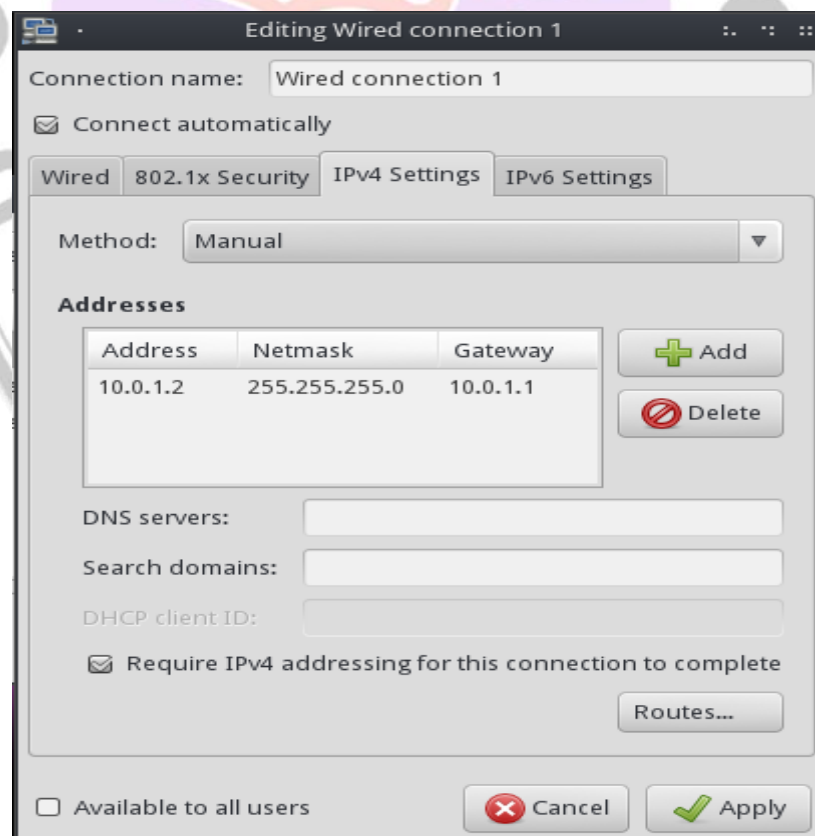 Editing Wired connection 1
Connection name: Wired connection 1
Connect automatically
Wired 802.1x Security IPv4 Settings IPv6 Settings
Method: Manual
Addresses
Address Netmask Gateway
10.0.1.2 255.255.255.0 10.0.1.1
Add
Delete
DNS servers:
Search domains:
DHCP client ID:
Require IPv4 addressing for this connection to complete
Routes...
Available to all users Cancel Apply